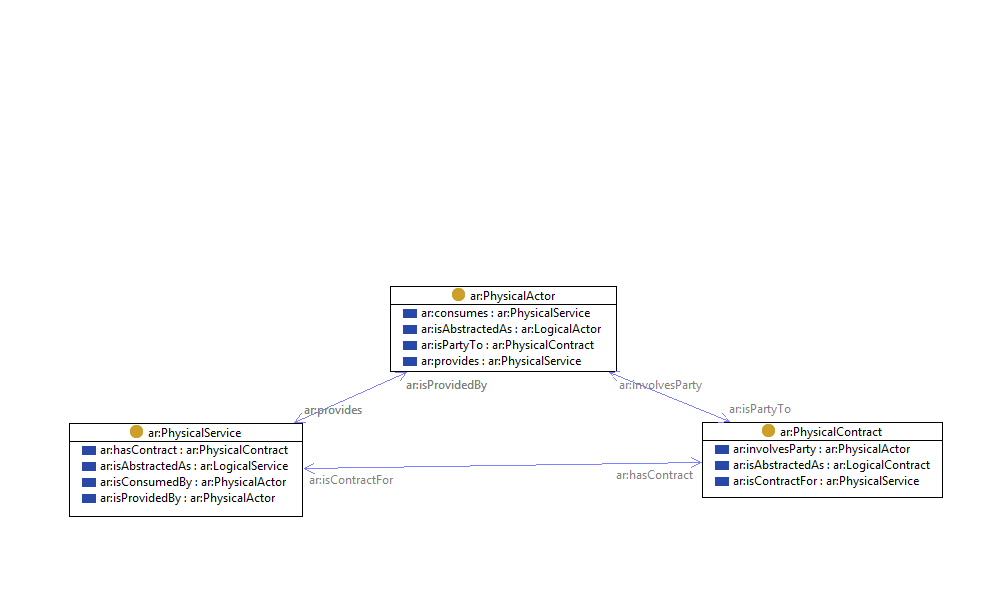 ar:PhysicalActor
ar:consumes : ar:PhysicalService
ar:isAbstractedAs : ar:LogicalActor
ar:isPartyTo : ar:PhysicalContract
ar:provides : ar:PhysicalService
ar:isProvidedBy
ar:involvesParty
ar:provides
ar:isPartyTo
ar:PhysicalService
ar:hasContract : ar:PhysicalContract
ar:isAbstractedAs : ar:LogicalService
ar:isConsumedBy : ar:PhysicalActor
ar:isProvidedBy : ar:PhysicalActor
ar:isContractFor
ar:hasContract
ar:PhysicalContract
ar:involvesParty : ar:PhysicalActor
ar:isAbstractedAs : ar:LogicalContract
ar:isContractFor : ar:PhysicalService